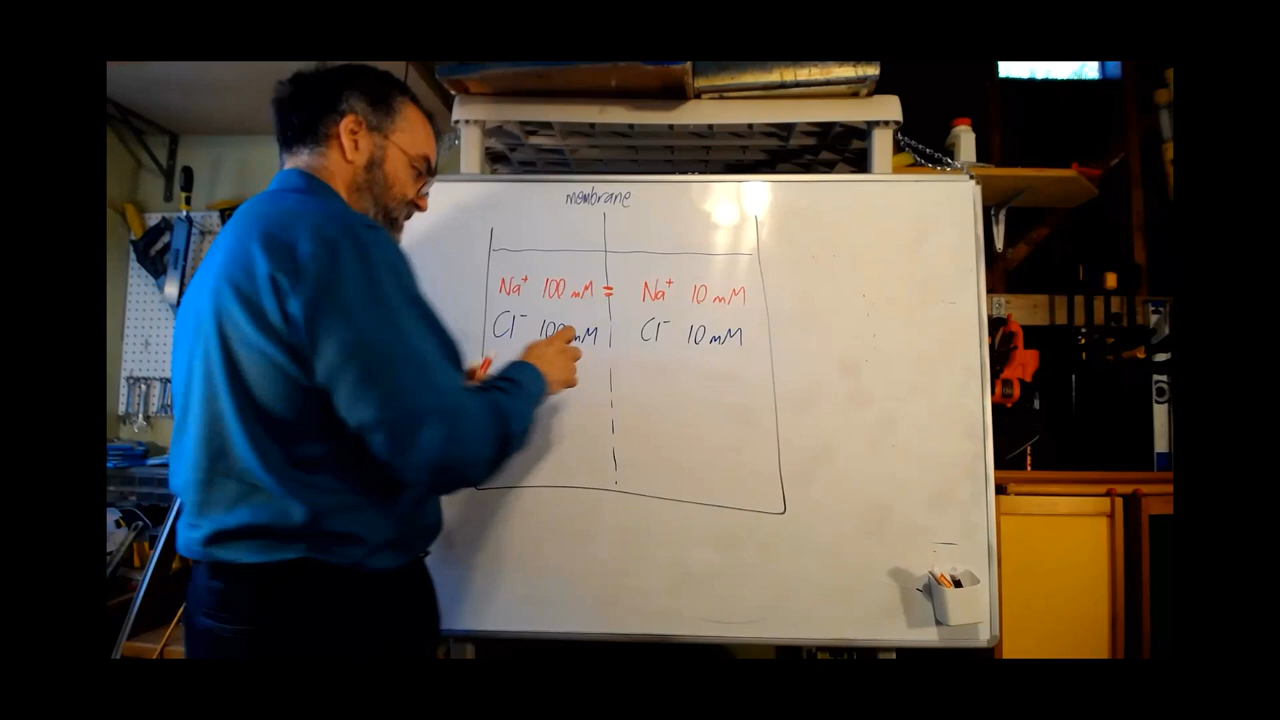 membrane
Na⁺ 100 mM = Na⁺ 10 mM
Cl⁻ 100 mM Cl⁻ 10 mM